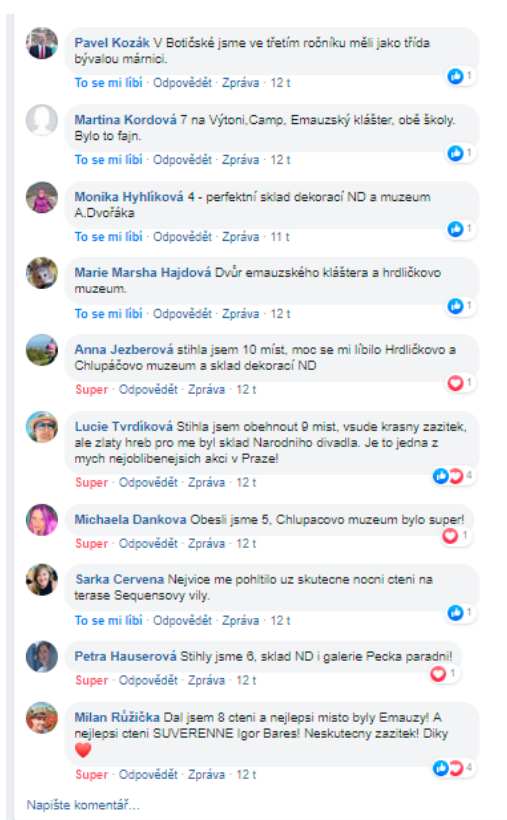 Pavel Kozák V Botičské jsme ve třetím ročníku měli jako třída
bývalou márnici.
To se mi líbí · Odpovědět · Zpráva · 12 t
1
Martina Kordová 7 na Výtoni,Camp, Emauzský klášter, obě školy.
Bylo to fajn.
To se mi líbí · Odpovědět · Zpráva · 12 t
1
Monika Hyhlíková 4 - perfektní sklad dekorací ND a muzeum
A.Dvořáka
To se mi líbí · Odpovědět · Zpráva · 11 t
1
Marie Marsha Hajdová Dvůr emauzského kláštera a hrdličkovo
muzeum.
To se mi líbí · Odpovědět · Zpráva · 12 t
1
Anna Jezberová stihla jsem 10 míst, moc se mi líbilo Hrdličkovo a
Chlupáčovo muzeum a sklad dekorací ND
Super · Odpovědět · Zpráva · 12 t
1
Lucie Tvrdíková Stihla jsem obehnout 9 mist, vsude krasny zazitek,
ale zlaty hreb pro me byl sklad Narodniho divadla. Je to jedna z
mych nejoblibenejsich akci v Praze!
Super · Odpovědět · Zpráva · 12 t
4
Michaela Dankova Obesli jsme 5, Chlupacovo muzeum bylo super!
Super · Odpovědět · Zpráva · 12 t
1
Sarka Cervena Nejvice me pohltilo uz skutecne nocni cteni na
terase Sequensovy vily.
To se mi líbí · Odpovědět · Zpráva · 12 t
1
Petra Hauserová Stihly jsme 6, sklad ND i galerie Pecka paradni!
Super · Odpovědět · Zpráva · 12 t
1
Milan Růžička Dal jsem 8 cteni a nejlepsi misto byly Emauzy! A
nejlepsi cteni SUVERENNE Igor Bares! Neskutecny zazitek! Diky
❤
Super · Odpovědět · Zpráva · 12 t
4
Napište komentář...